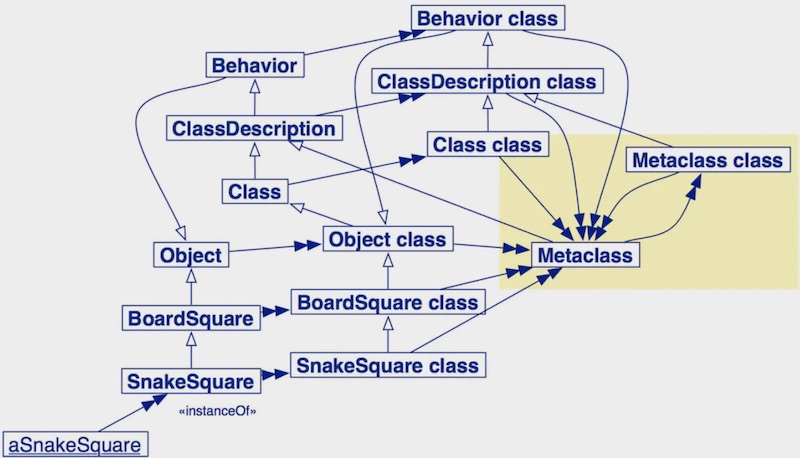 Behavior class
Behavior
ClassDescription class
ClassDescription
Class class
Metaclass class
Class
Object
Object class
Metaclass
BoardSquare
BoardSquare class
SnakeSquare
SnakeSquare class
«instanceOf»
aSnakeSquare